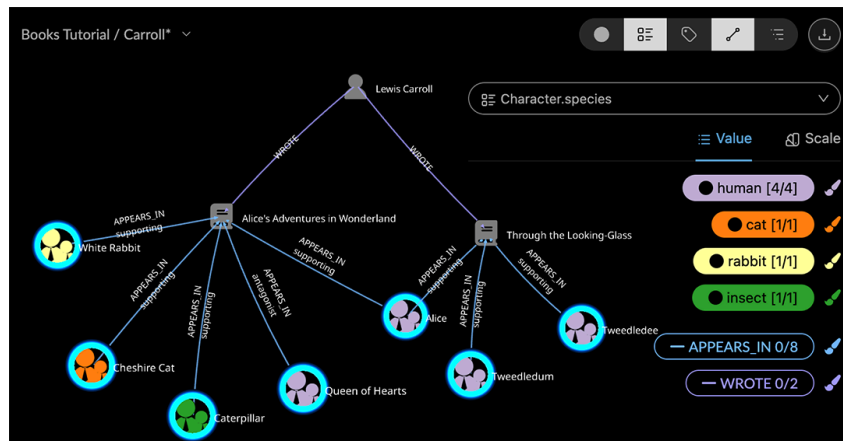 Books Tutorial / Carroll*
Character.species
Value
Scale
human [4/4]
cat [1/1]
rabbit [1/1]
insect [1/1]
APPEARS_IN 0/8
WROTE 0/2
Lewis Carroll
WROTE
WROTE
Alice's Adventures in Wonderland
Through the Looking-Glass
APPEARS_IN
supporting
White Rabbit
APPEARS_IN
supporting
Cheshire Cat
APPEARS_IN
supporting
Caterpillar
APPEARS_IN
antagonist
Queen of Hearts
APPEARS_IN
supporting
APPEARS_IN
supporting
Alice
APPEARS_IN
supporting
Tweedledum
APPEARS_IN
supporting
Tweedledee